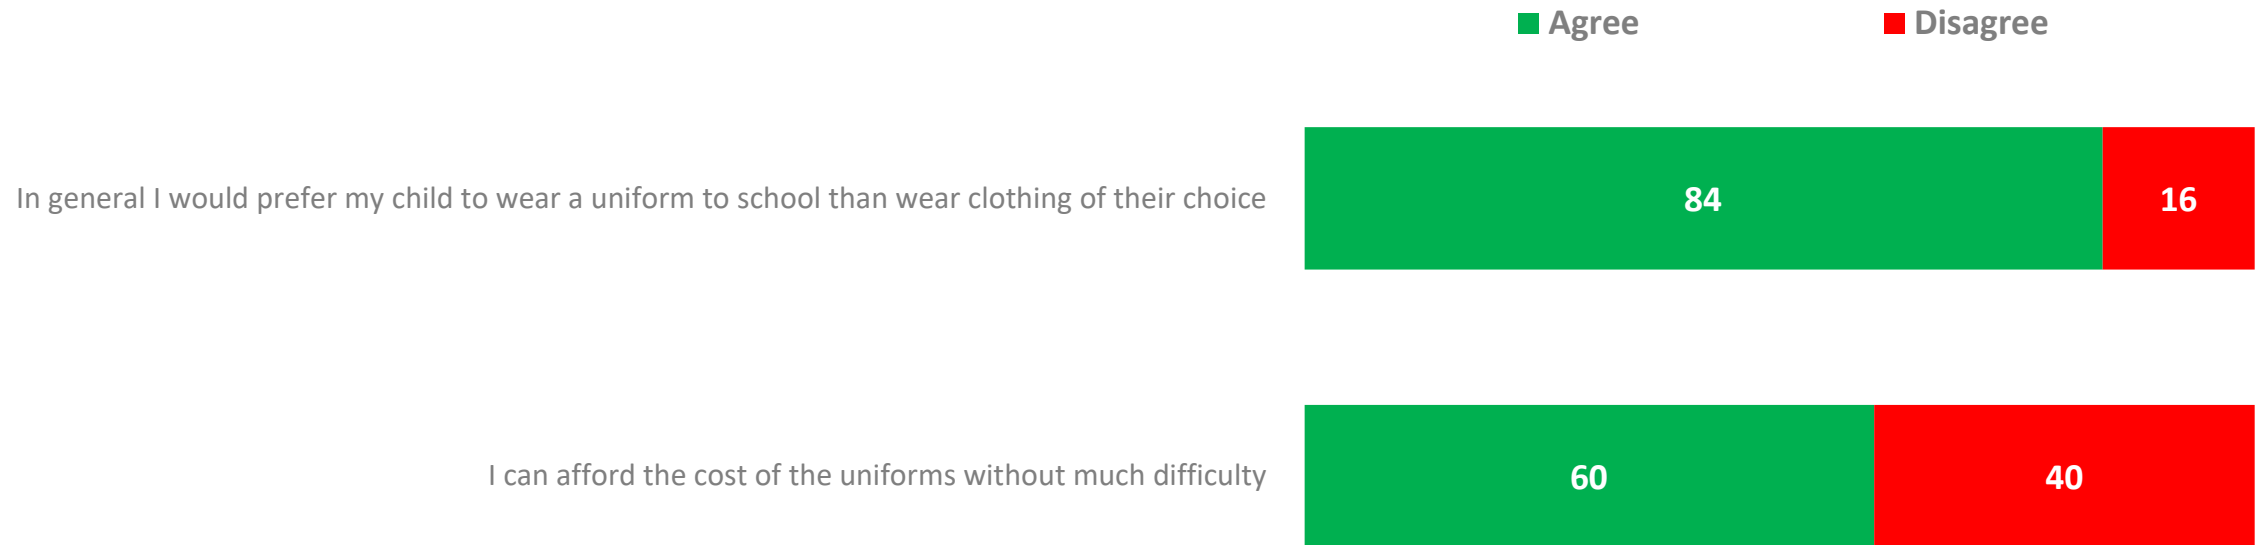 Agree Disagree
In general I would prefer my child to wear a uniform to school than wear clothing of their choice 84 16
I can afford the cost of the uniforms without much difficulty 60 40